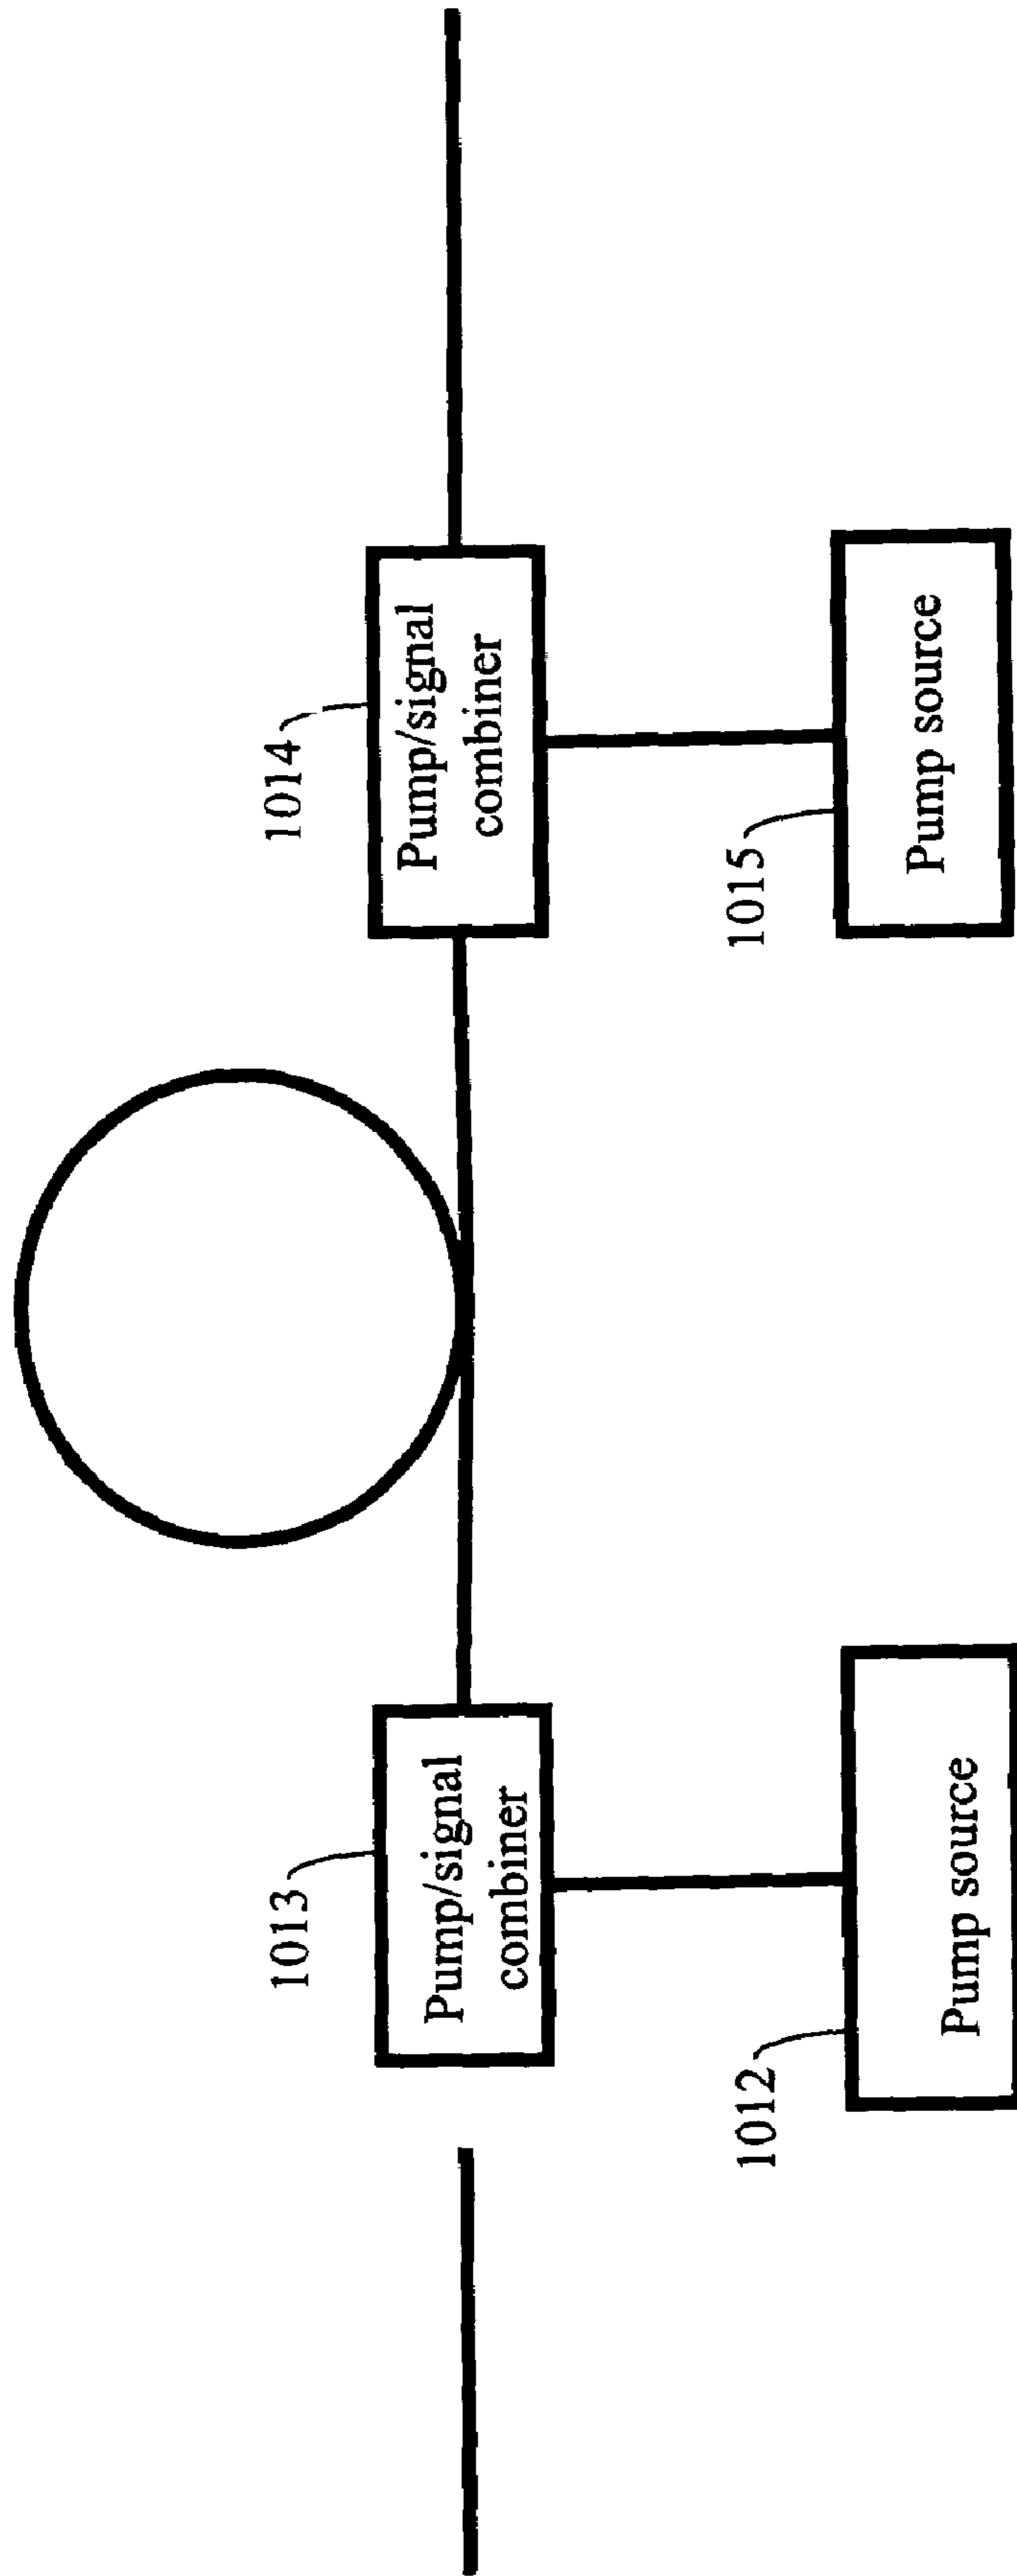 1013
Pump/signal
combiner
1014
Pump/signal
combiner
1012
Pump source
1015
Pump source